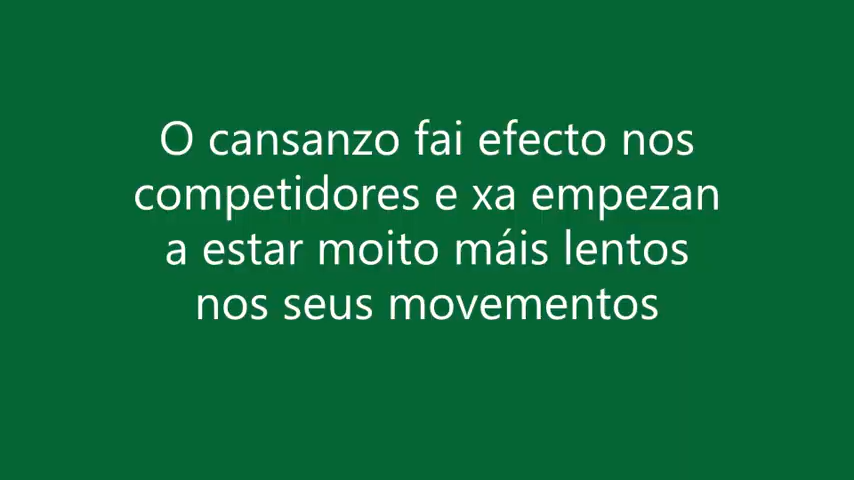 O cansanzo fai efecto nos
competidores e xa empezan
a estar moito máis lentos
nos seus movementos